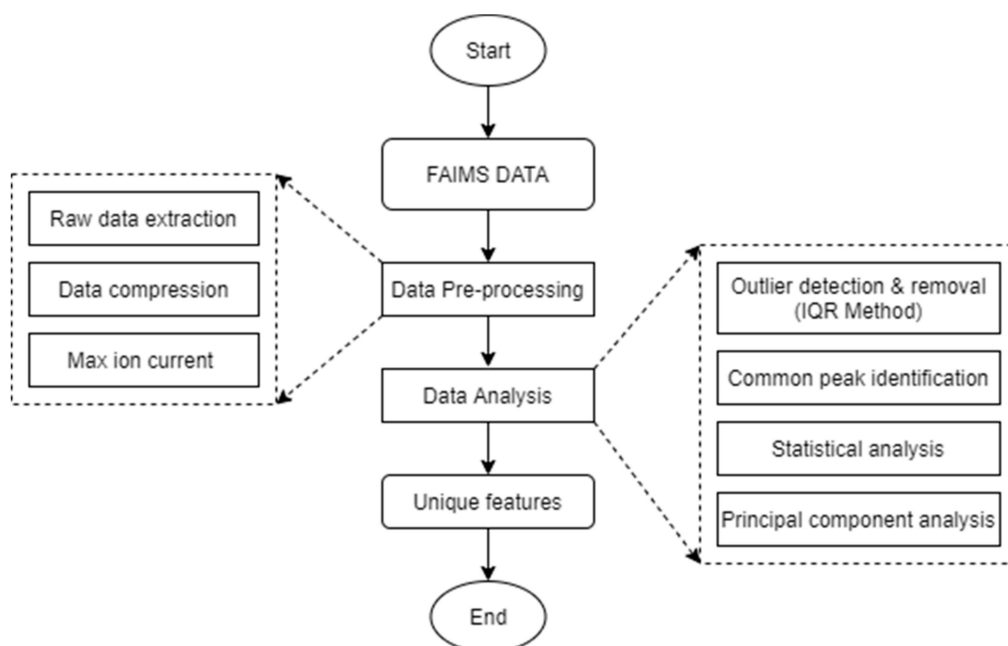 Start
FAIMS DATA
Raw data extraction
Data compression
Max ion current
Data Pre-processing
Data Analysis
Outlier detection & removal
(IQR Method)
Common peak identification
Statistical analysis
Principal component analysis
Unique features
End